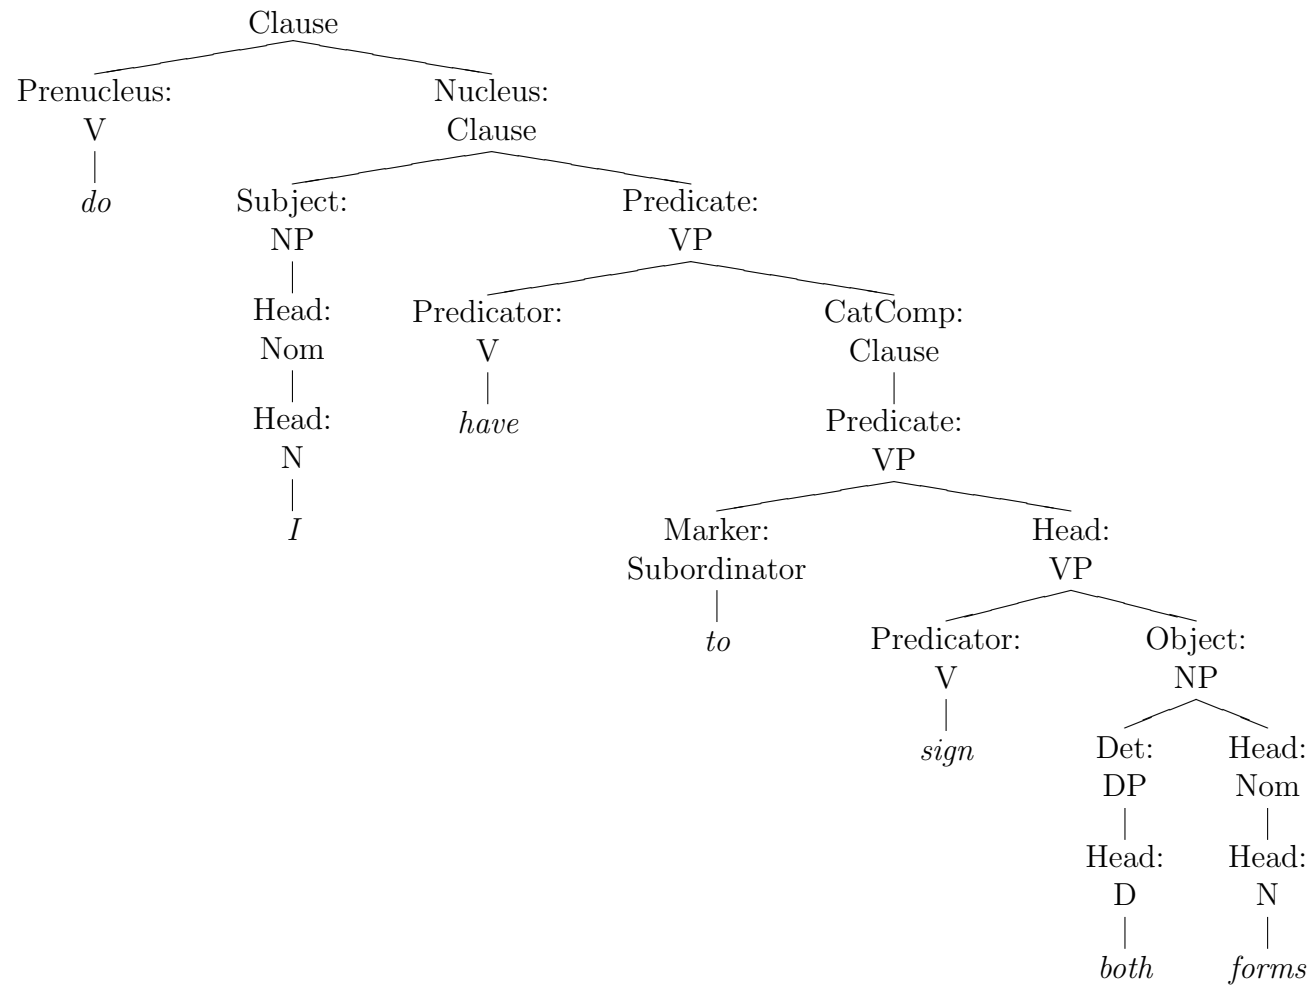 Clause
Prenucleus: Nucleus:
V Clause
do Subject: Predicate:
NP VP
Head: Predicator: CatComp:
Nom V Clause
Head: have Predicate:
N VP
I Marker: Head:
Subordinator VP
to Predicator: Object:
V NP
sign Det: Head:
DP Nom
Head: Head:
D N
both forms